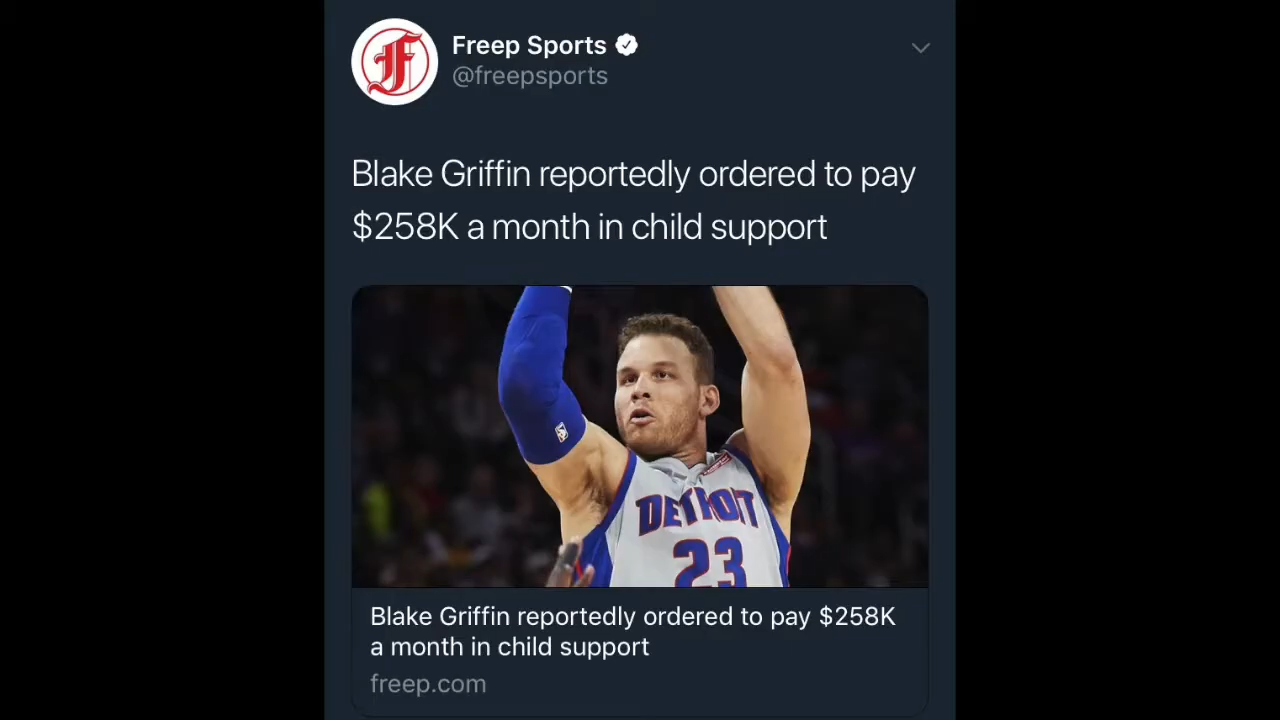 Freep Sports
@freepsports
Blake Griffin reportedly ordered to pay
$258K a month in child support
DETROIT
23
Blake Griffin reportedly ordered to pay $258K
a month in child support
freep.com